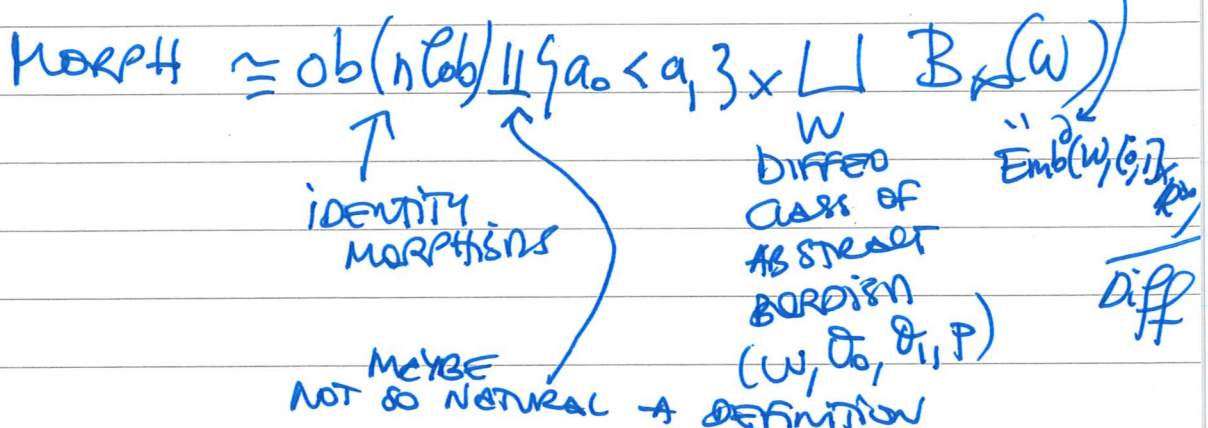 MORPH ≅ ob(nCob) ⨿ {a₀ < a₁} × ⨆ B∞(W)
W
" Emb^∂(W, [0,1] × R^∞)
Diff
IDENTITY
MORPHISMS
DIFFEO
CLASS OF
ABSTRACT
BORDISM
(W, ∂₀, ∂₁, P)
MAYBE
NOT SO NATURAL A DEFINITION